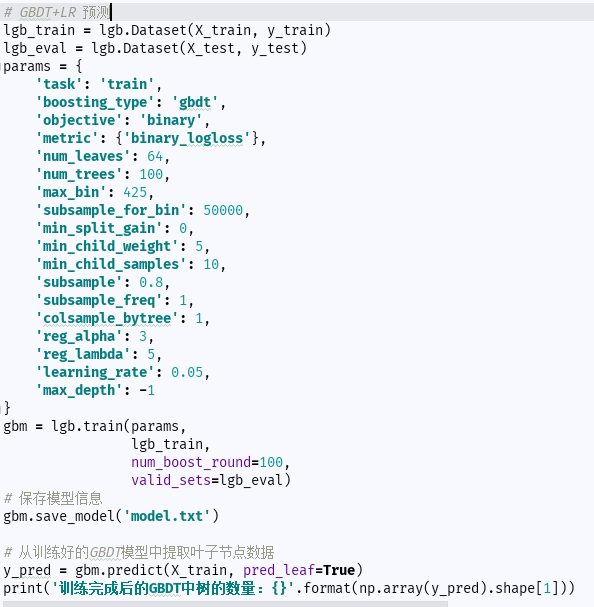 # GBDT+LR 预测
lgb_train = lgb.Dataset(X_train, y_train)
lgb_eval = lgb.Dataset(X_test, y_test)
params = {
    'task': 'train',
    'boosting_type': 'gbdt',
    'objective': 'binary',
    'metric': {'binary_logloss'},
    'num_leaves': 64,
    'num_trees': 100,
    'max_bin': 425,
    'subsample_for_bin': 50000,
    'min_split_gain': 0,
    'min_child_weight': 5,
    'min_child_samples': 10,
    'subsample': 0.8,
    'subsample_freq': 1,
    'colsample_bytree': 1,
    'reg_alpha': 3,
    'reg_lambda': 5,
    'learning_rate': 0.05,
    'max_depth': -1
}
gbm = lgb.train(params,
                lgb_train,
                num_boost_round=100,
                valid_sets=lgb_eval)
# 保存模型信息
gbm.save_model('model.txt')

# 从训练好的GBDT模型中提取叶子节点数据
y_pred = gbm.predict(X_train, pred_leaf=True)
print('训练完成后的GBDT中树的数量：{}'.format(np.array(y_pred).shape[1]))